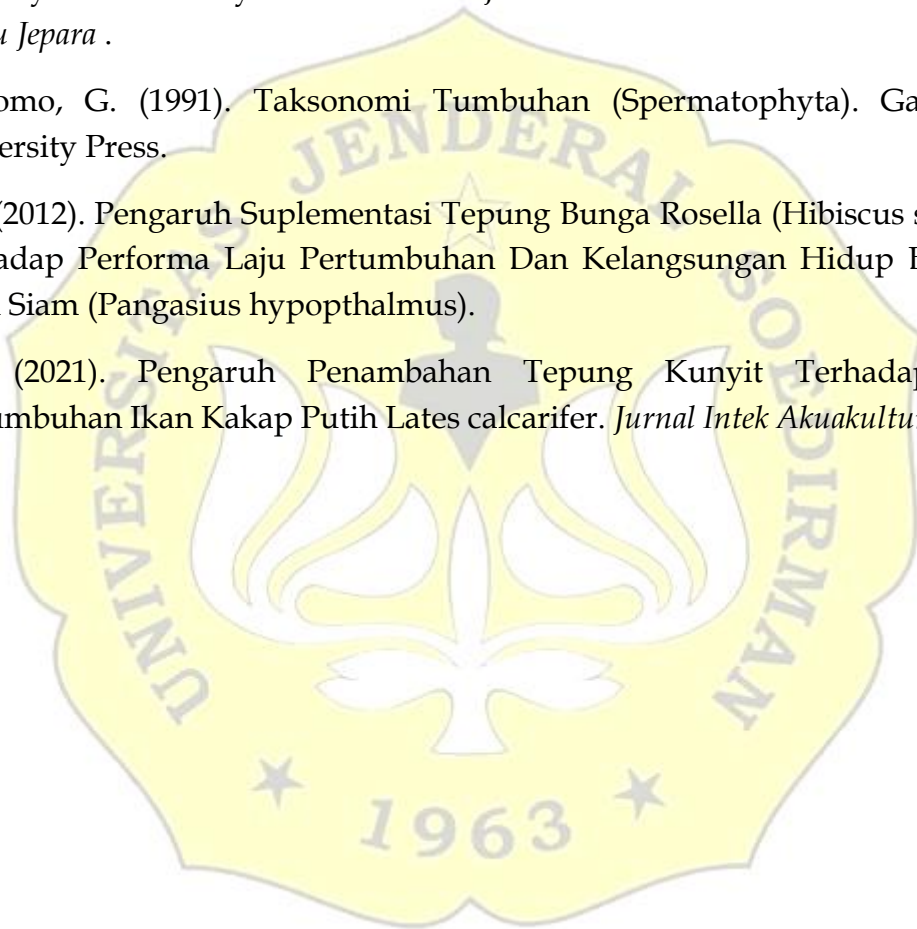 u Jepara .
omo, G. (1991). Taksonomi Tumbuhan (Spermatophyta). Ga
ersity Press.
(2012). Pengaruh Suplementasi Tepung Bunga Rosella (Hibiscus s
adap Performa Laju Pertumbuhan Dan Kelangsungan Hidup
Siam (Pangasius hypopthalmus).
(2021). Pengaruh Penambahan Tepung Kunyit Terhadap
umbuhan Ikan Kakap Putih Lates calcarifer. Jurnal Intek Akuakultu
UNIVERSITAS JENDERAL SOEDIRMAN
1963